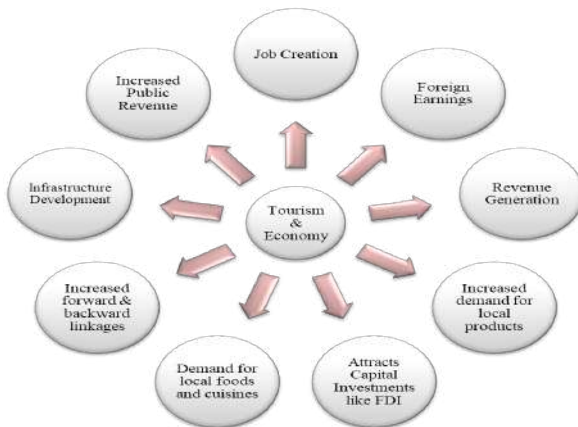 Job Creation
Foreign
Earnings
Revenue
Generation
Increased
demand for
local
products
Attracts
Capital
Investments
like FDI
Demand for
local foods
and cuisines
Increased
forward &
backward
linkages
Infrastructure
Development
Increased
Public
Revenue
Tourism
&
Economy